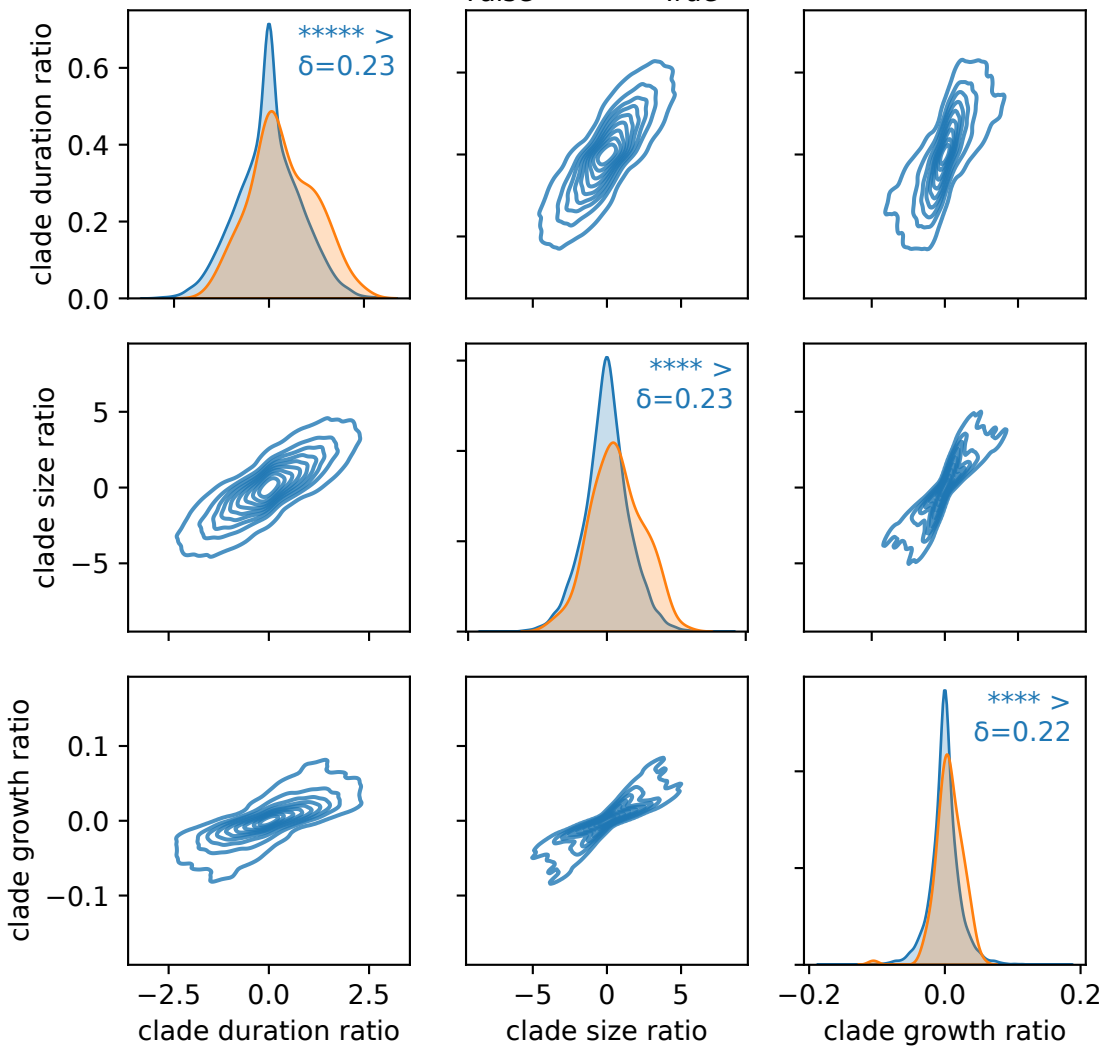 ***** >
δ=0.23
clade duration ratio
0.6
0.4
0.2
0.0
**** >
δ=0.23
clade size ratio
5
0
−5
**** >
δ=0.22
clade growth ratio
0.1
0.0
−0.1
−2.5 0.0 2.5 −5 0 5 −0.2 0.0 0.2
clade duration ratio clade size ratio clade growth ratio